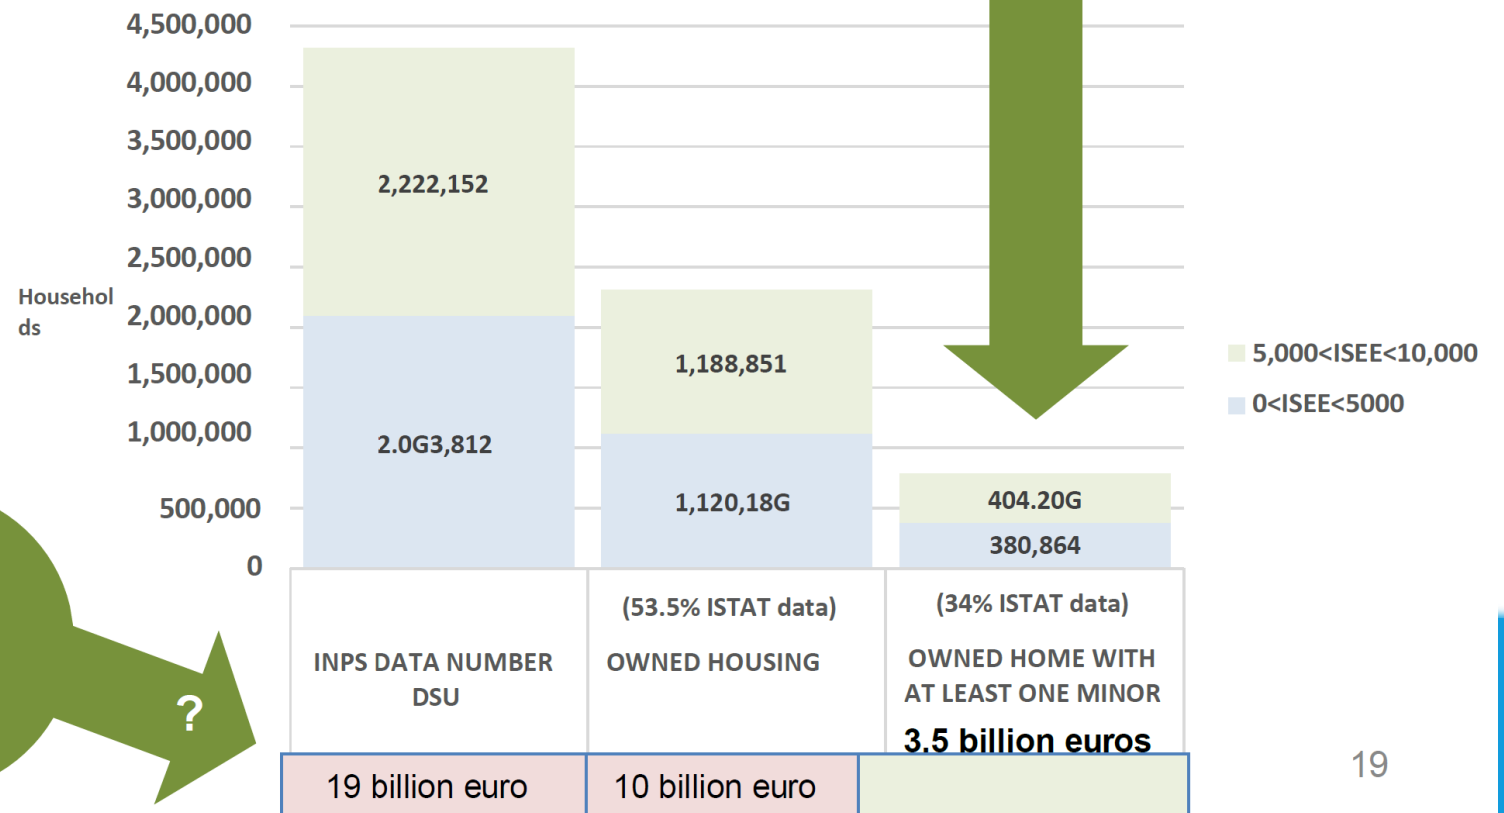 4,500,000
4,000,000
3,500,000
3,000,000
2,500,000
2,000,000
1,500,000
1,000,000
500,000
0
Househol
ds
2,222,152
2.0G3,812
1,188,851
1,120,18G
404.20G
380,864
5,000<ISEE<10,000
0<ISEE<5000
INPS DATA NUMBER
DSU
(53.5% ISTAT data)
OWNED HOUSING
(34% ISTAT data)
OWNED HOME WITH
AT LEAST ONE MINOR
3.5 billion euros
?
19 billion euro
10 billion euro
19